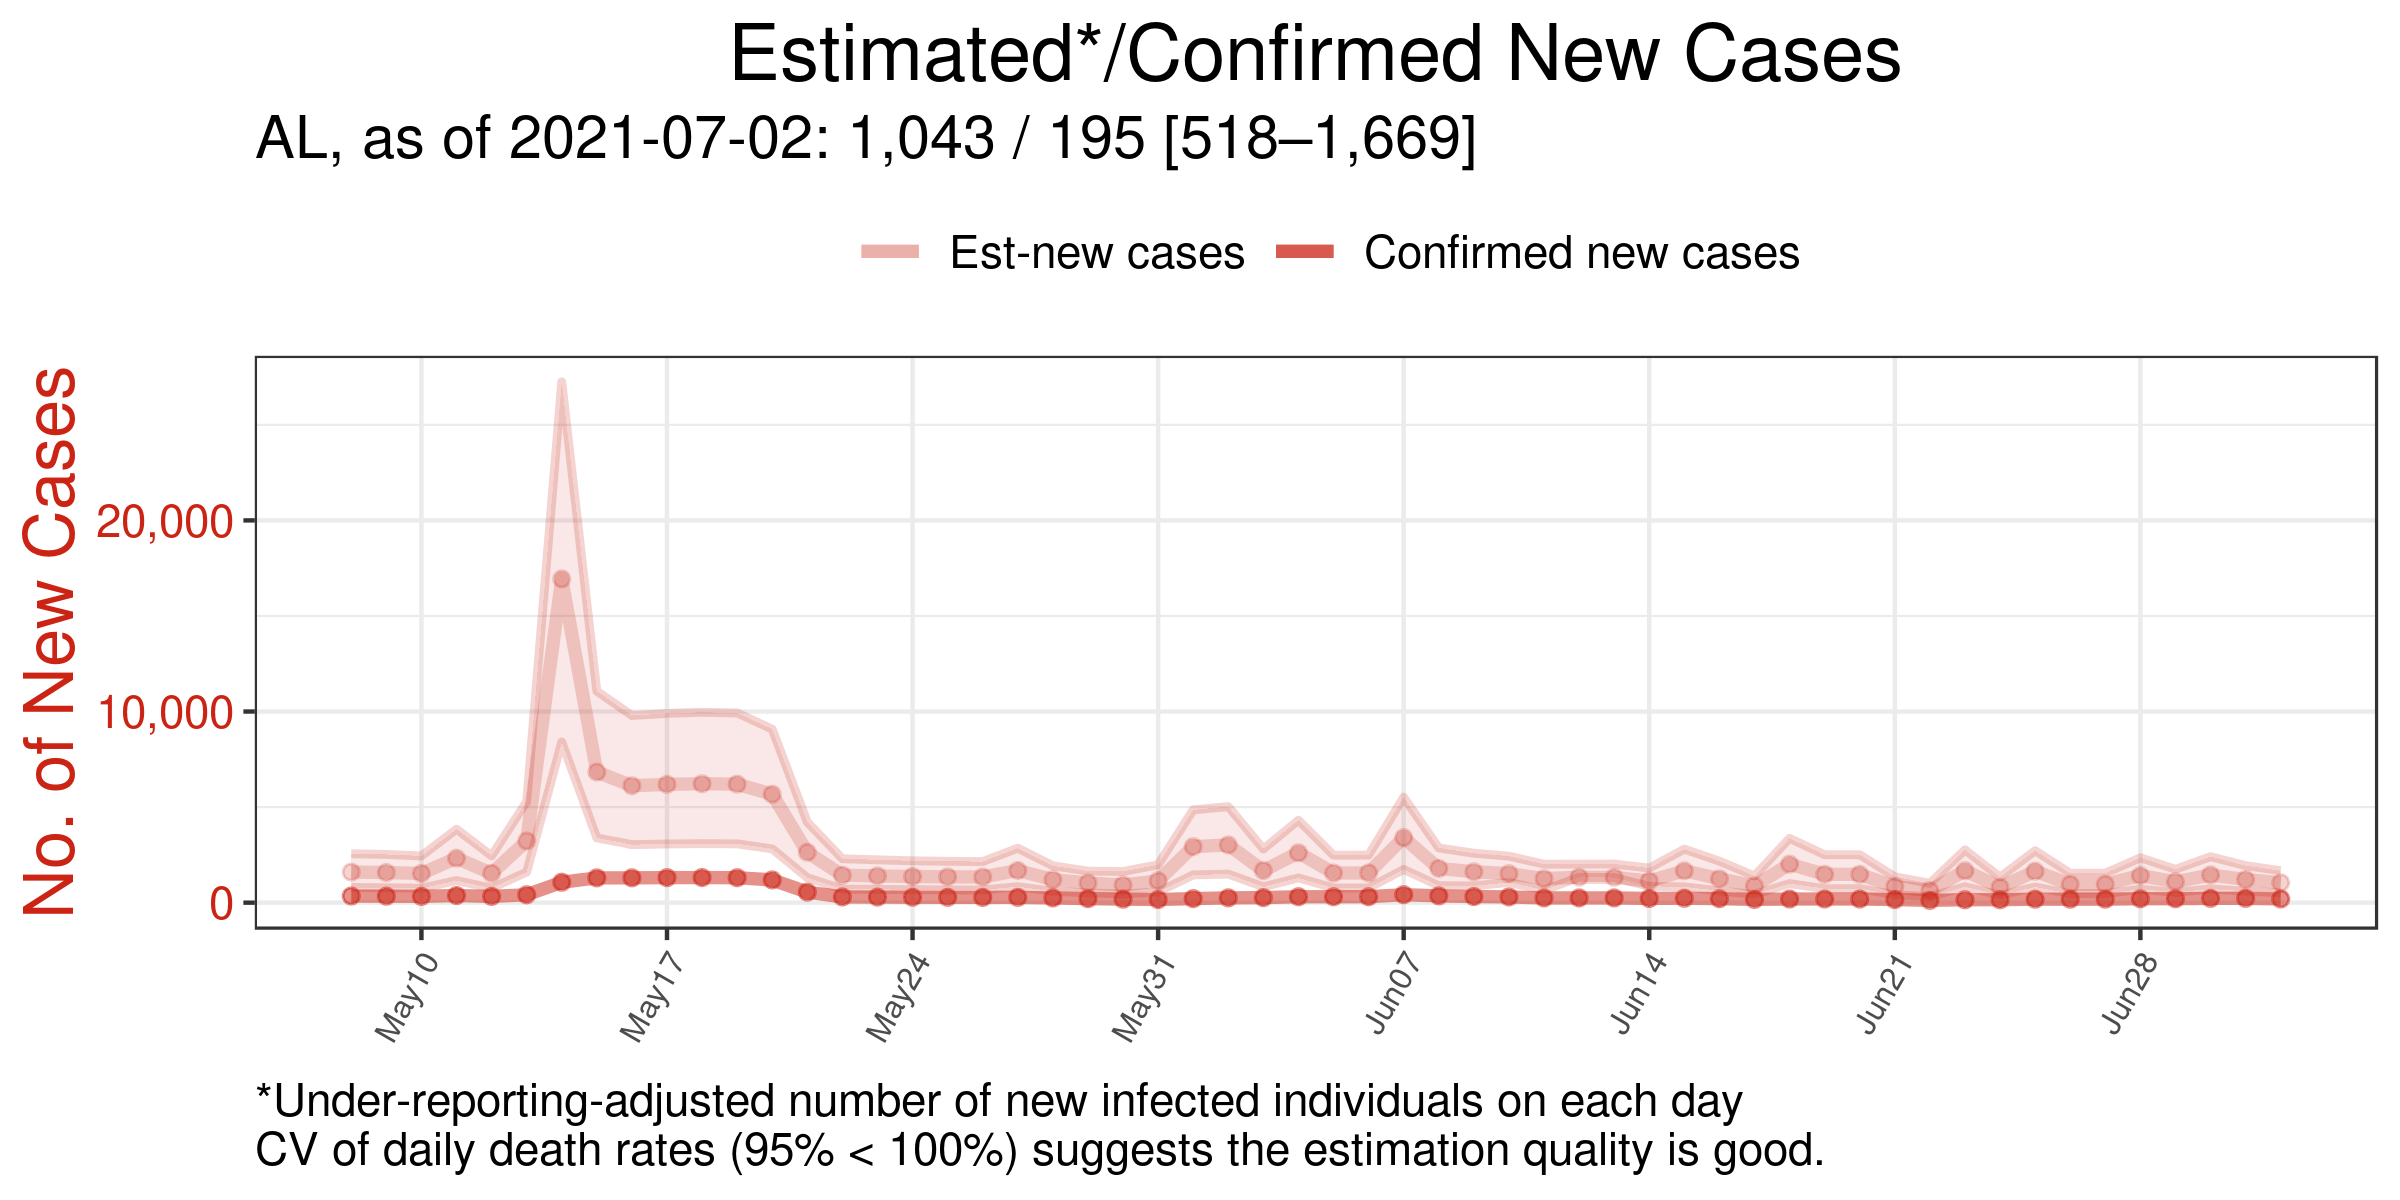 Estimated*/Confirmed New Cases
AL, as of 2021-07-02: 1,043 / 195 [518–1,669]
Est-new cases Confirmed new cases
No. of New Cases
20,000
10,000
0
May10 May17 May24 May31 Jun07 Jun14 Jun21 Jun28
*Under-reporting-adjusted number of new infected individuals on each day
CV of daily death rates (95% < 100%) suggests the estimation quality is good.